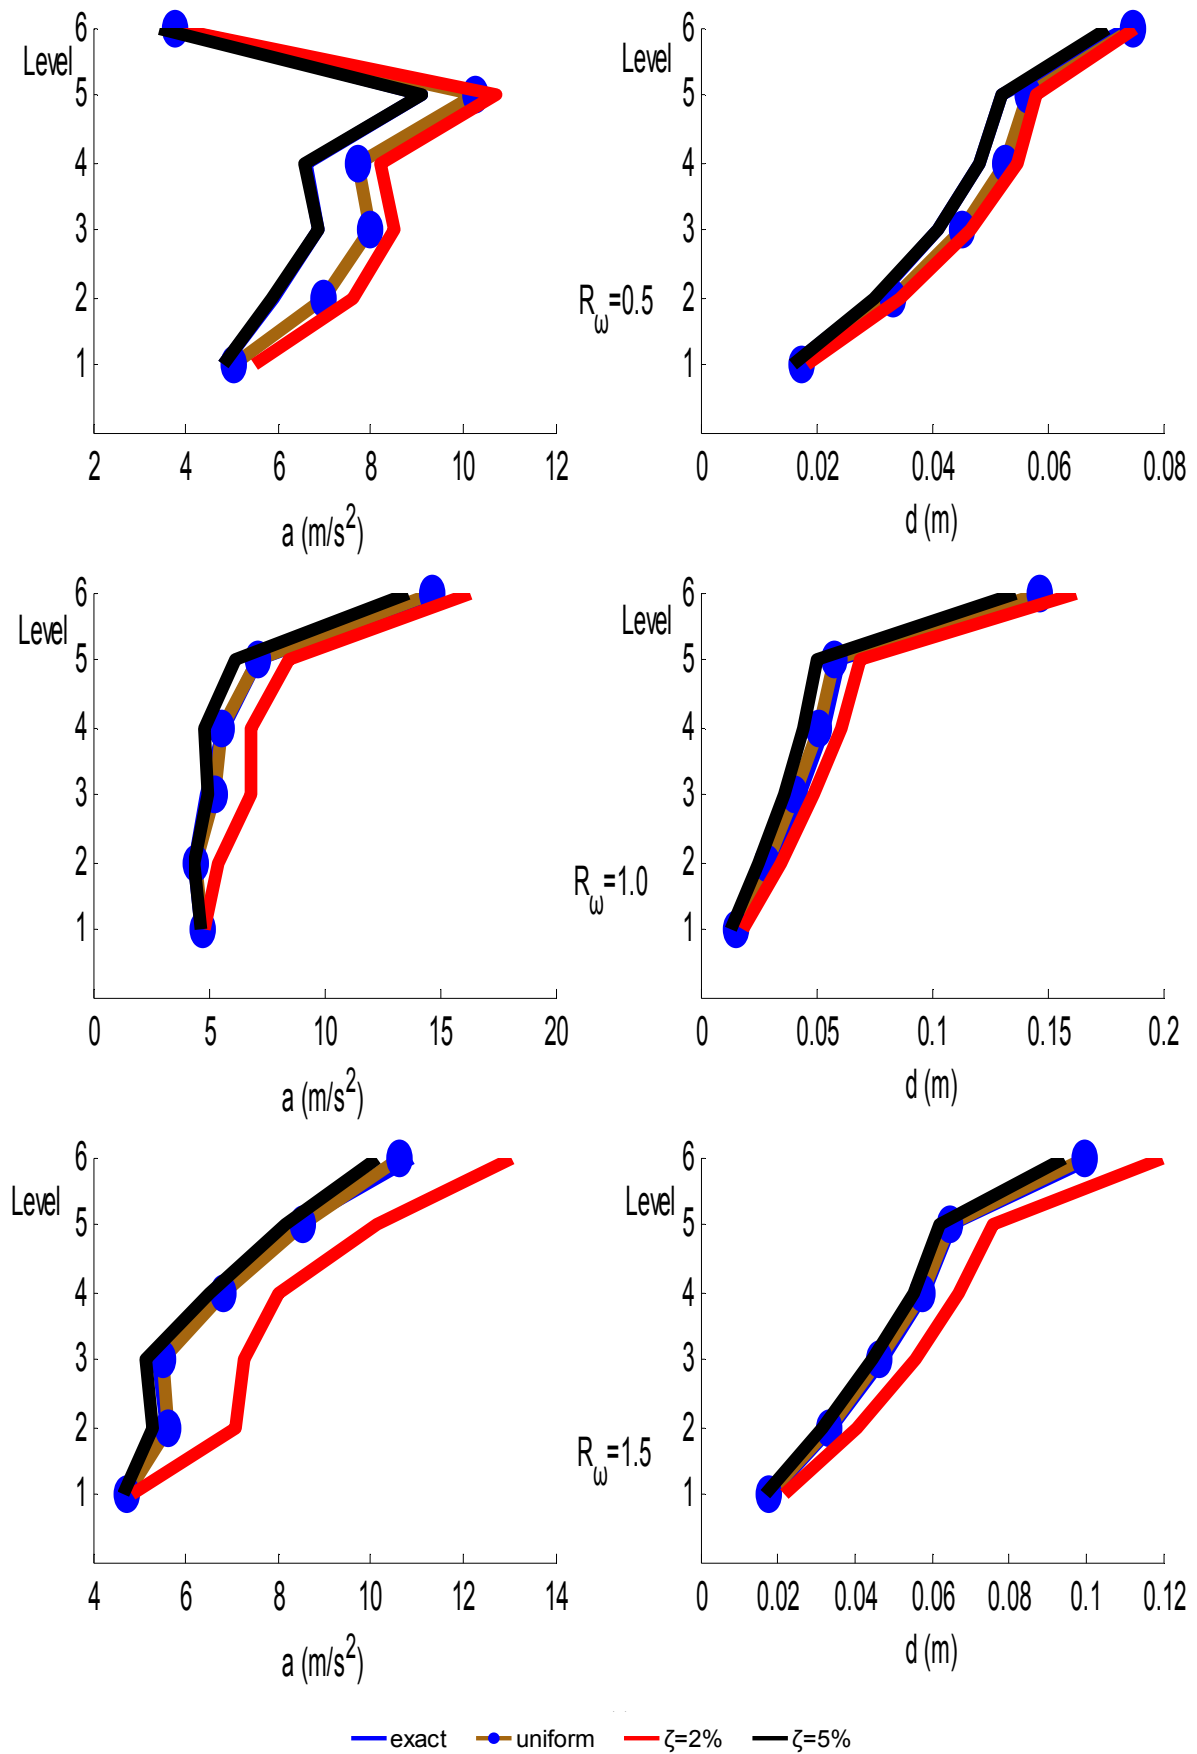 6
Level
5
4
3
2
1
2 4 6 8 10 12
a (m/s²)
6
Level
5
4
3
2
1
0 0.02 0.04 0.06 0.08
d (m)
R_ω=0.5
6
Level
5
4
3
2
1
0 5 10 15 20
a (m/s²)
6
Level
5
4
3
2
1
0 0.05 0.1 0.15 0.2
d (m)
R_ω=1.0
6
Level
5
4
3
2
1
4 6 8 10 12 14
a (m/s²)
6
Level
5
4
3
2
1
0 0.02 0.04 0.06 0.08 0.1 0.12
d (m)
R_ω=1.5
exact uniform ζ=2% ζ=5%